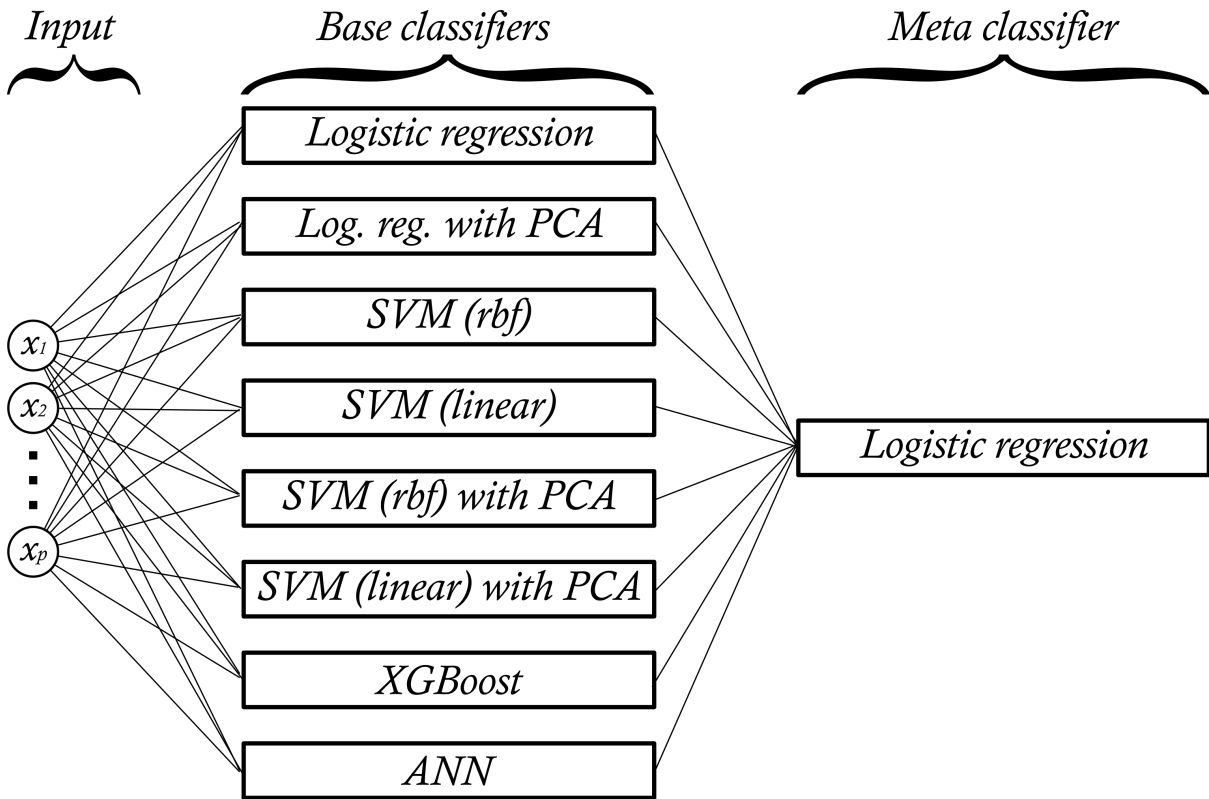 Input
Base classifiers
Meta classifier
Logistic regression
Log. reg. with PCA
SVM (rbf)
x1
SVM (linear)
x2
Logistic regression
SVM (rbf) with PCA
xp
SVM (linear) with PCA
XGBoost
ANN